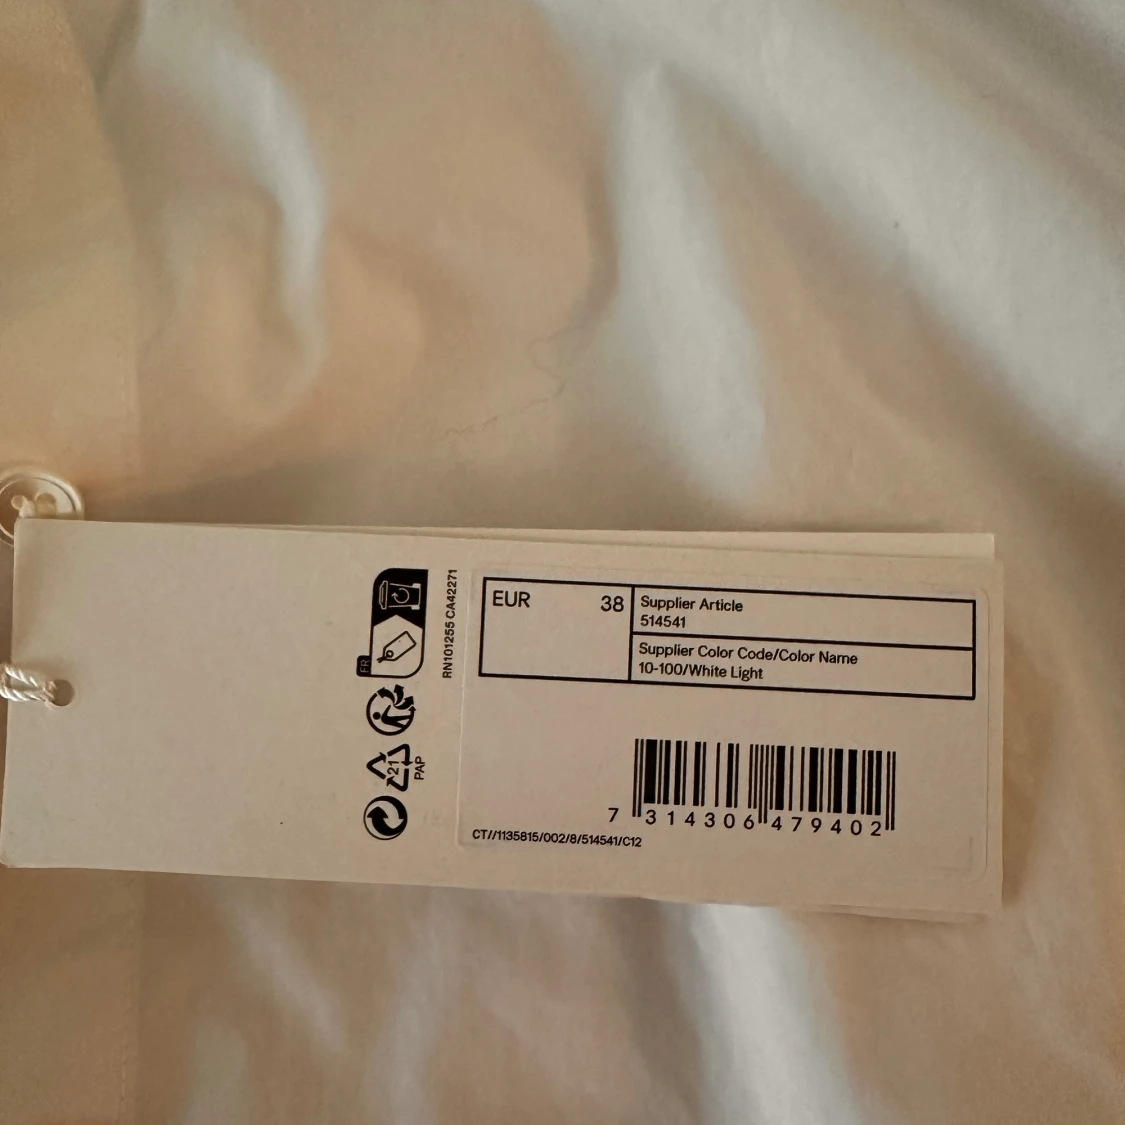 FR
RN101255 CA42271
21
PAP
EUR 38
Supplier Article
514541
Supplier Color Code/Color Name
10-100/White Light
7 314306 479402
CT//1135815/002/8/514541/C12